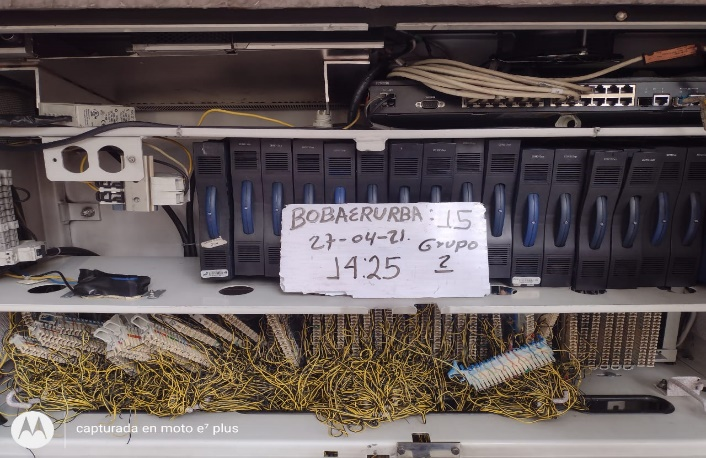 BOBAERURBA: 15
27-04-21. Grupo
14:25 2
capturada en moto e⁷ plus